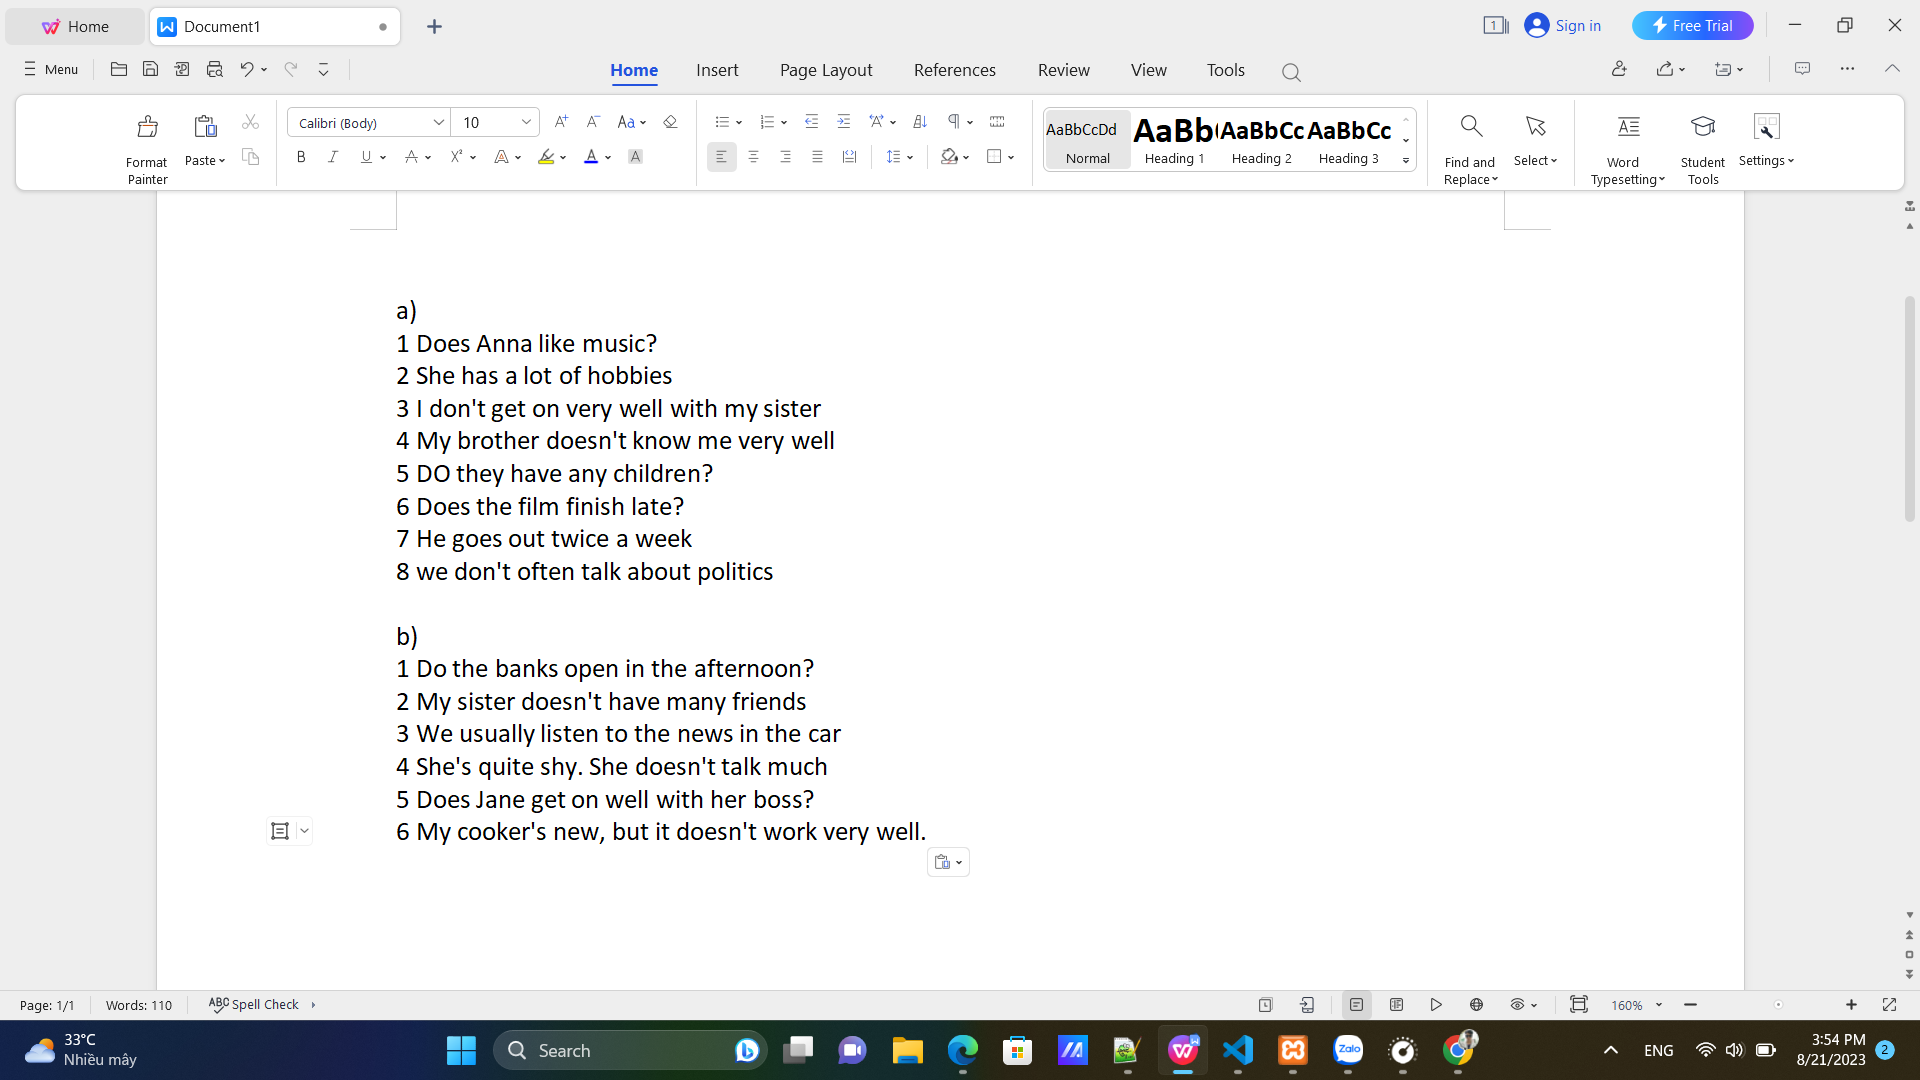 Home
Document1
Sign in
Free Trial
Menu
Home
Insert
Page Layout
References
Review
View
Tools
Format Painter
Paste
Calibri (Body)
10
AaBbCcDd
Normal
AaBb(
Heading 1
AaBbCc
Heading 2
AaBbCc
Heading 3
Find and Replace
Select
Word Typesetting
Student Tools
Settings
a)
1 Does Anna like music?
2 She has a lot of hobbies
3 I don't get on very well with my sister
4 My brother doesn't know me very well
5 DO they have any children?
6 Does the film finish late?
7 He goes out twice a week
8 we don't often talk about politics
b)
1 Do the banks open in the afternoon?
2 My sister doesn't have many friends
3 We usually listen to the news in the car
4 She's quite shy. She doesn't talk much
5 Does Jane get on well with her boss?
6 My cooker's new, but it doesn't work very well.
Page: 1/1
Words: 110
Spell Check
160%
33°C
Nhiều mây
Search
Zalo
ENG
3:54 PM
8/21/2023
2